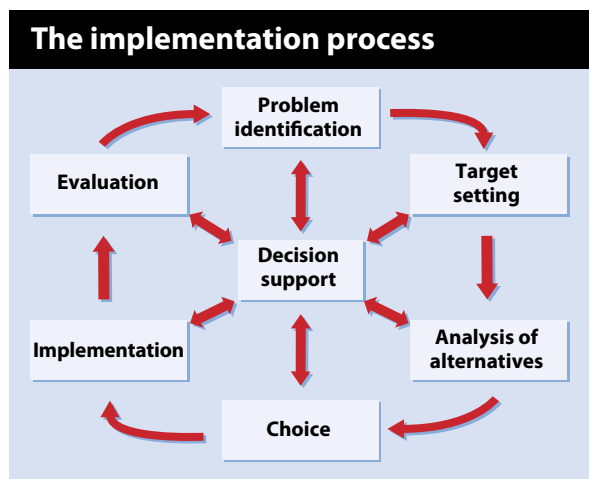 The implementation process
Problem
identification
Evaluation
Target
setting
Decision
support
Implementation
Analysis of
alternatives
Choice